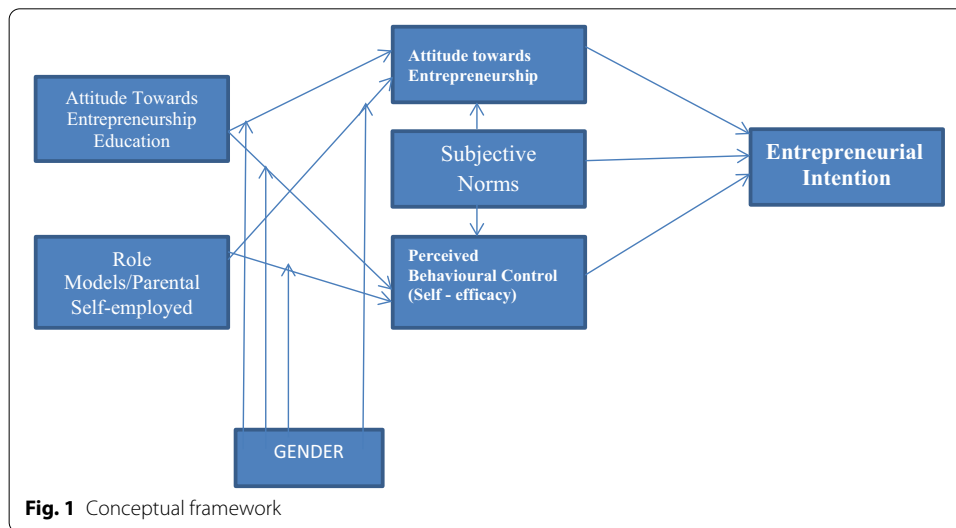 Attitude Towards
Entrepreneurship
Education
Role
Models/Parental
Self-employed
Attitude towards
Entrepreneurship
Subjective
Norms
Perceived
Behavioural Control
(Self - efficacy)
Entrepreneurial
Intention
GENDER
Fig. 1 Conceptual framework